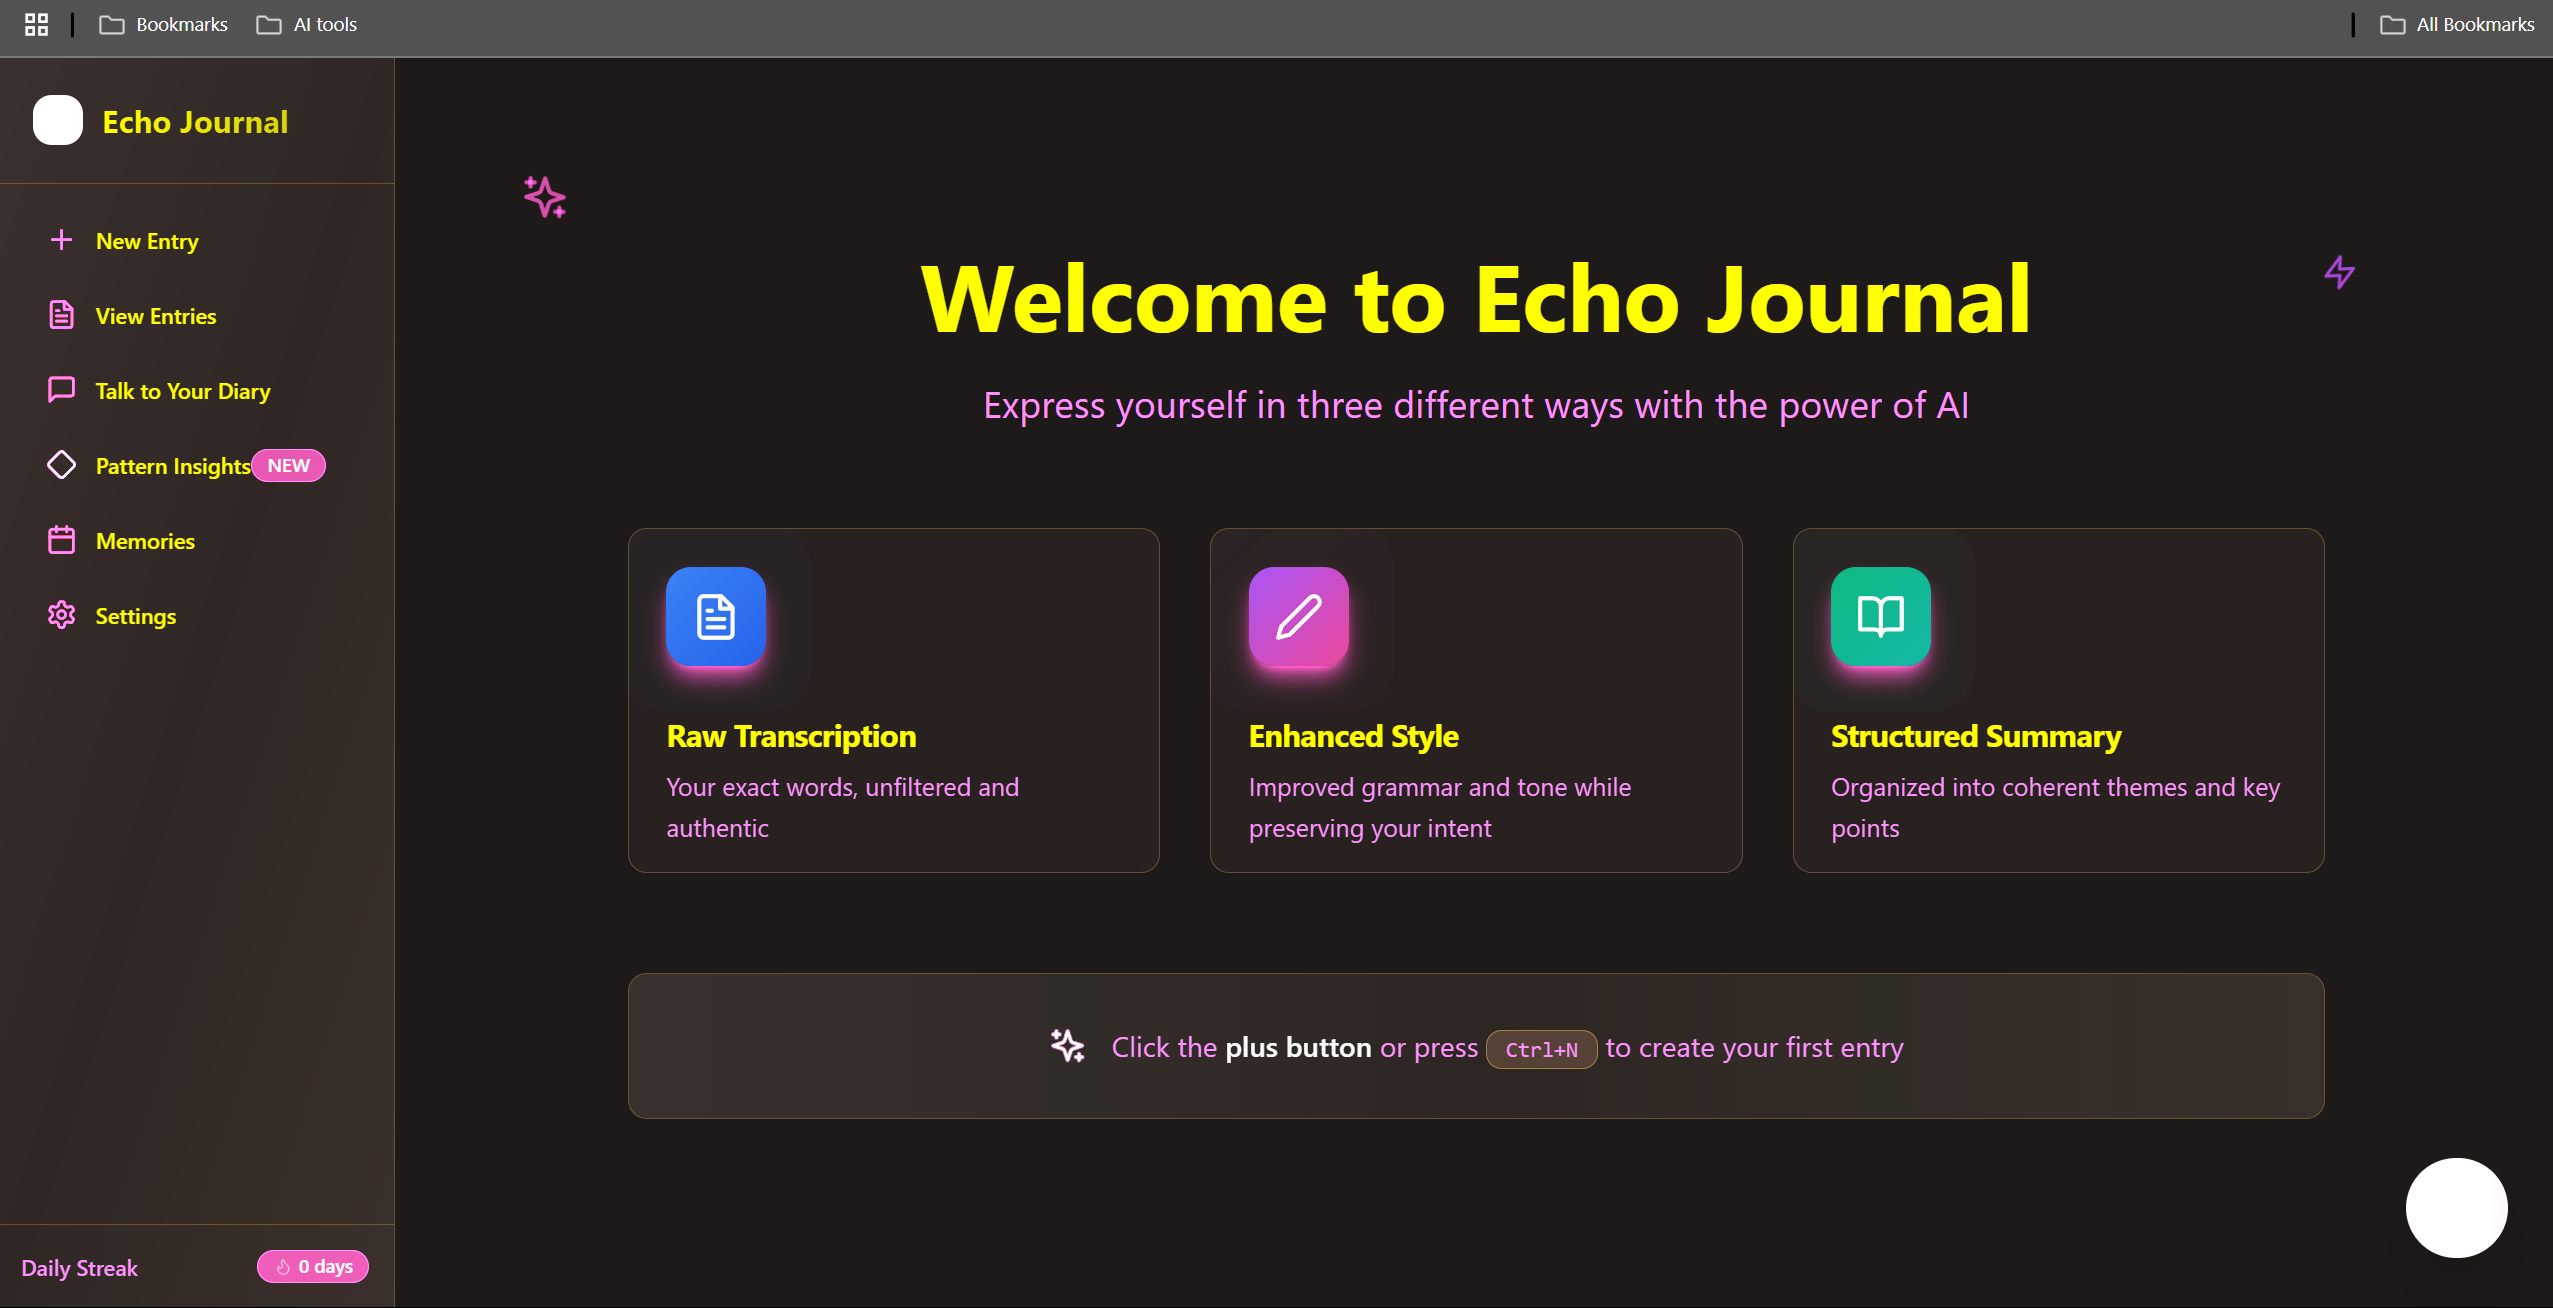 Bookmarks
AI tools
All Bookmarks
Echo Journal
New Entry
View Entries
Talk to Your Diary
Pattern Insights NEW
Memories
Settings
Daily Streak
0 days
Welcome to Echo Journal
Express yourself in three different ways with the power of AI
Raw Transcription
Your exact words, unfiltered and
authentic
Enhanced Style
Improved grammar and tone while
preserving your intent
Structured Summary
Organized into coherent themes and key
points
Click the plus button or press Ctrl+N to create your first entry